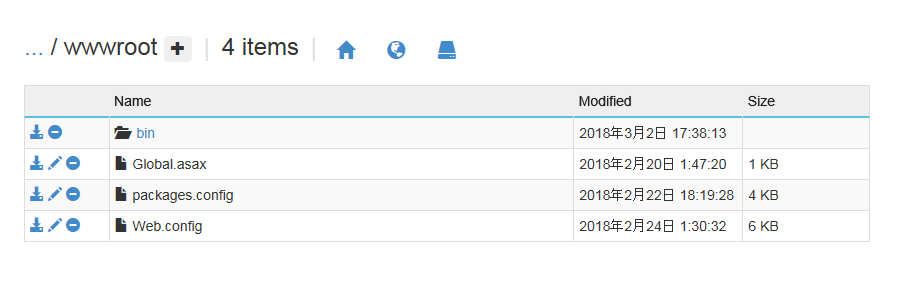 ... / wwwroot + | 4 items |
Name Modified Size
bin 2018年3月2日 17:38:13
Global.asax 2018年2月20日 1:47:20 1 KB
packages.config 2018年2月22日 18:19:28 4 KB
Web.config 2018年2月24日 1:30:32 6 KB